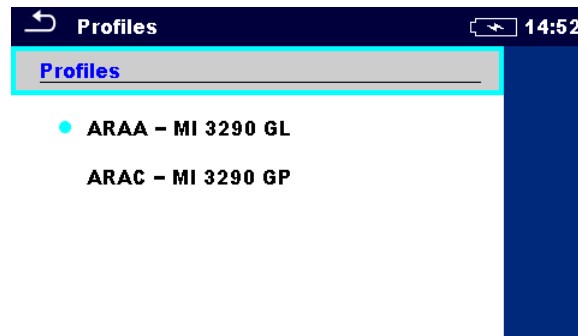 Profiles 14:52
Profiles
ARAA – MI 3290 GL
ARAC – MI 3290 GP